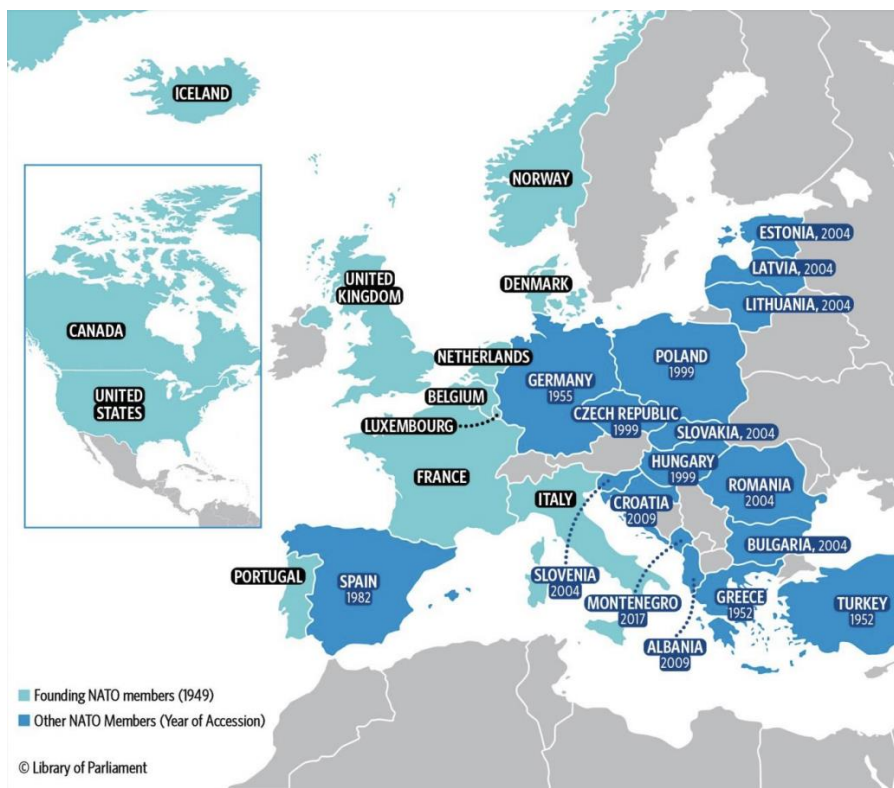 ICELAND
NORWAY
ESTONIA, 2004
LATVIA, 2004
LITHUANIA, 2004
UNITED
KINGDOM
DENMARK
CANADA
UNITED
STATES
NETHERLANDS
BELGIUM
LUXEMBOURG
GERMANY
1955
POLAND
1999
CZECH REPUBLIC
1999
SLOVAKIA, 2004
FRANCE
HUNGARY
1999
ITALY
CROATIA
2009
ROMANIA
2004
BULGARIA, 2004
PORTUGAL
SPAIN
1982
SLOVENIA
2004
MONTENEGRO
2017
ALBANIA
2009
GREECE
1952
TURKEY
1952
Founding NATO members (1949)
Other NATO Members (Year of Accession)
© Library of Parliament